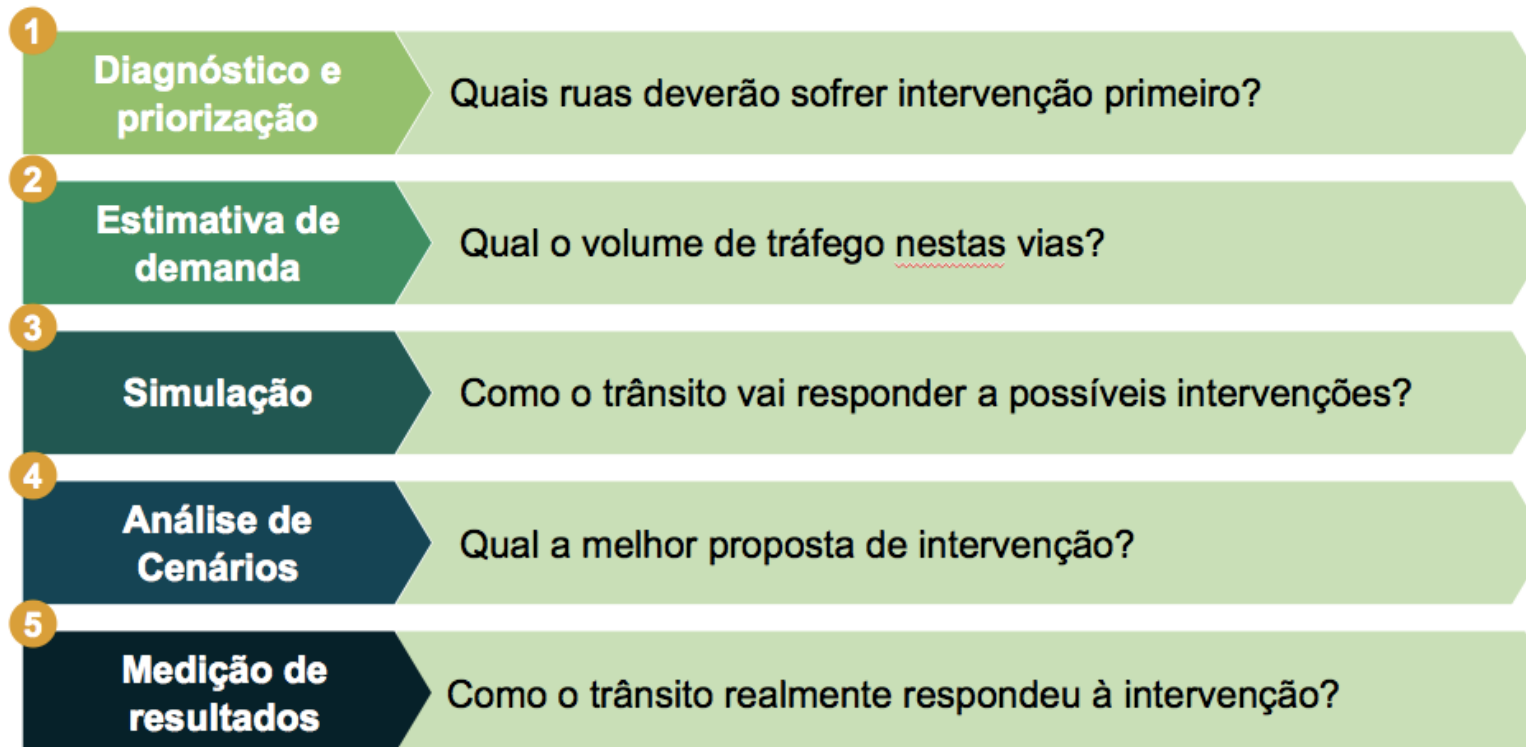 1
Diagnóstico e
priorização
Quais ruas deverão sofrer intervenção primeiro?
2
Estimativa de
demanda
Qual o volume de tráfego nestas vias?
3
Simulação
Como o trânsito vai responder a possíveis intervenções?
4
Análise de
Cenários
Qual a melhor proposta de intervenção?
5
Medição de
resultados
Como o trânsito realmente respondeu à intervenção?